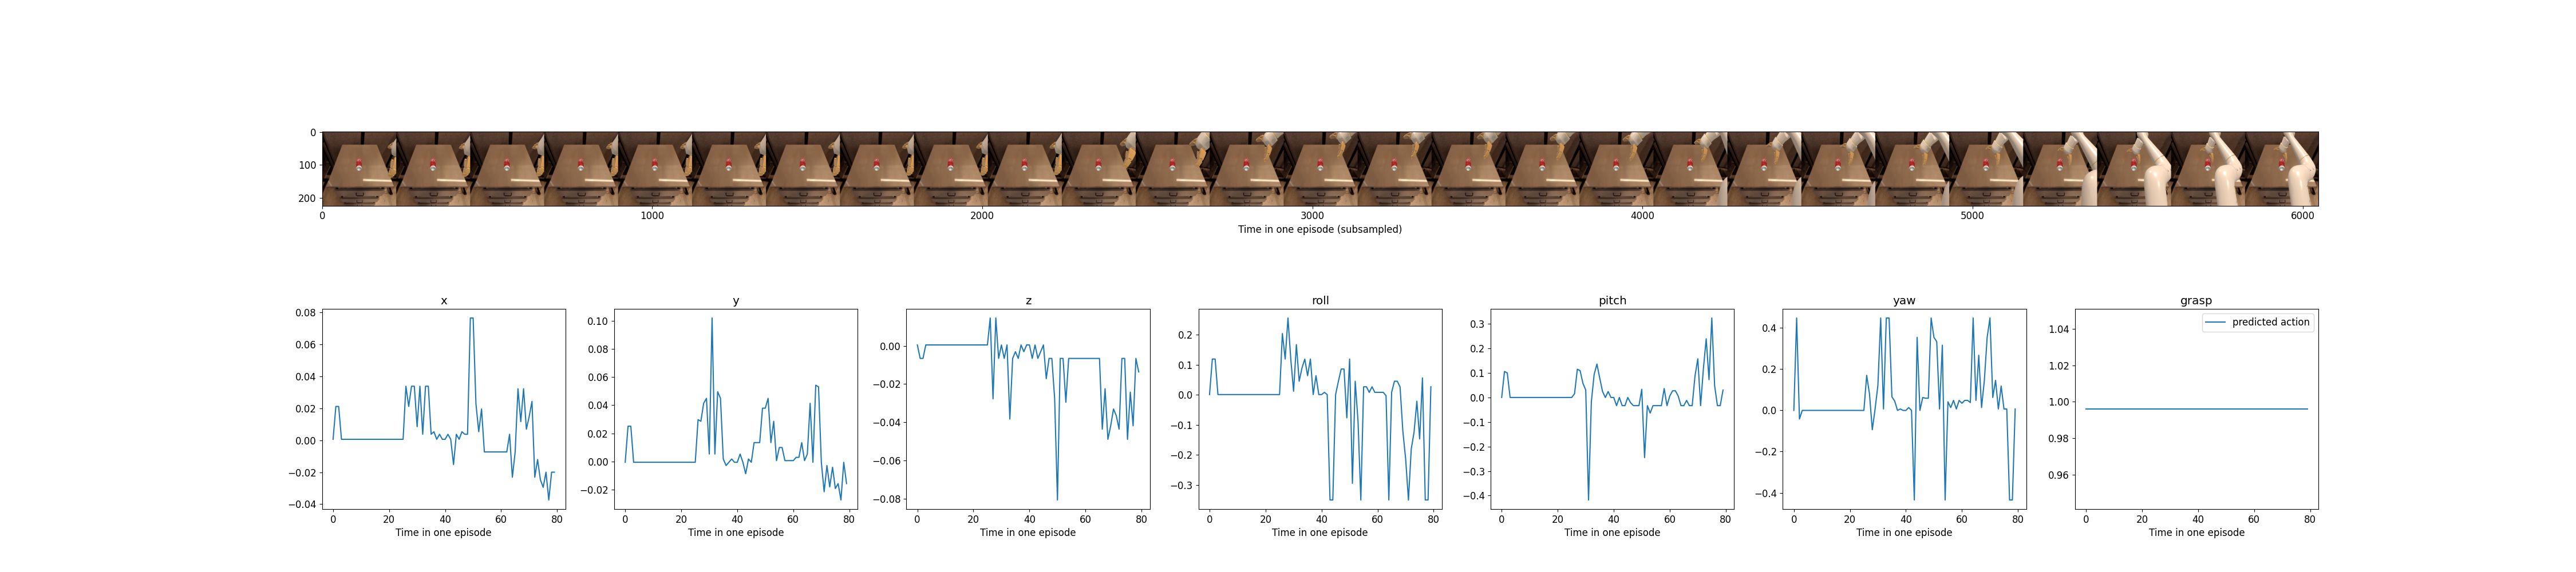 0
100
200
0 1000 2000 3000 4000 5000 6000
Time in one episode (subsampled)
x
0.08
0.06
0.04
0.02
0.00
−0.02
−0.04
0 20 40 60 80
Time in one episode
y
0.10
0.08
0.06
0.04
0.02
0.00
−0.02
0 20 40 60 80
Time in one episode
z
0.00
−0.02
−0.04
−0.06
−0.08
0 20 40 60 80
Time in one episode
roll
0.2
0.1
0.0
−0.1
−0.2
−0.3
0 20 40 60 80
Time in one episode
pitch
0.3
0.2
0.1
0.0
−0.1
−0.2
−0.3
−0.4
0 20 40 60 80
Time in one episode
yaw
0.4
0.2
0.0
−0.2
−0.4
0 20 40 60 80
Time in one episode
grasp
predicted action
1.04
1.02
1.00
0.98
0.96
0 20 40 60 80
Time in one episode